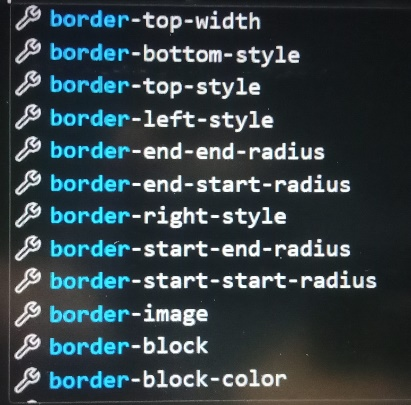 border-top-width
border-bottom-style
border-top-style
border-left-style
border-end-end-radius
border-end-start-radius
border-right-style
border-start-end-radius
border-start-start-radius
border-image
border-block
border-block-color